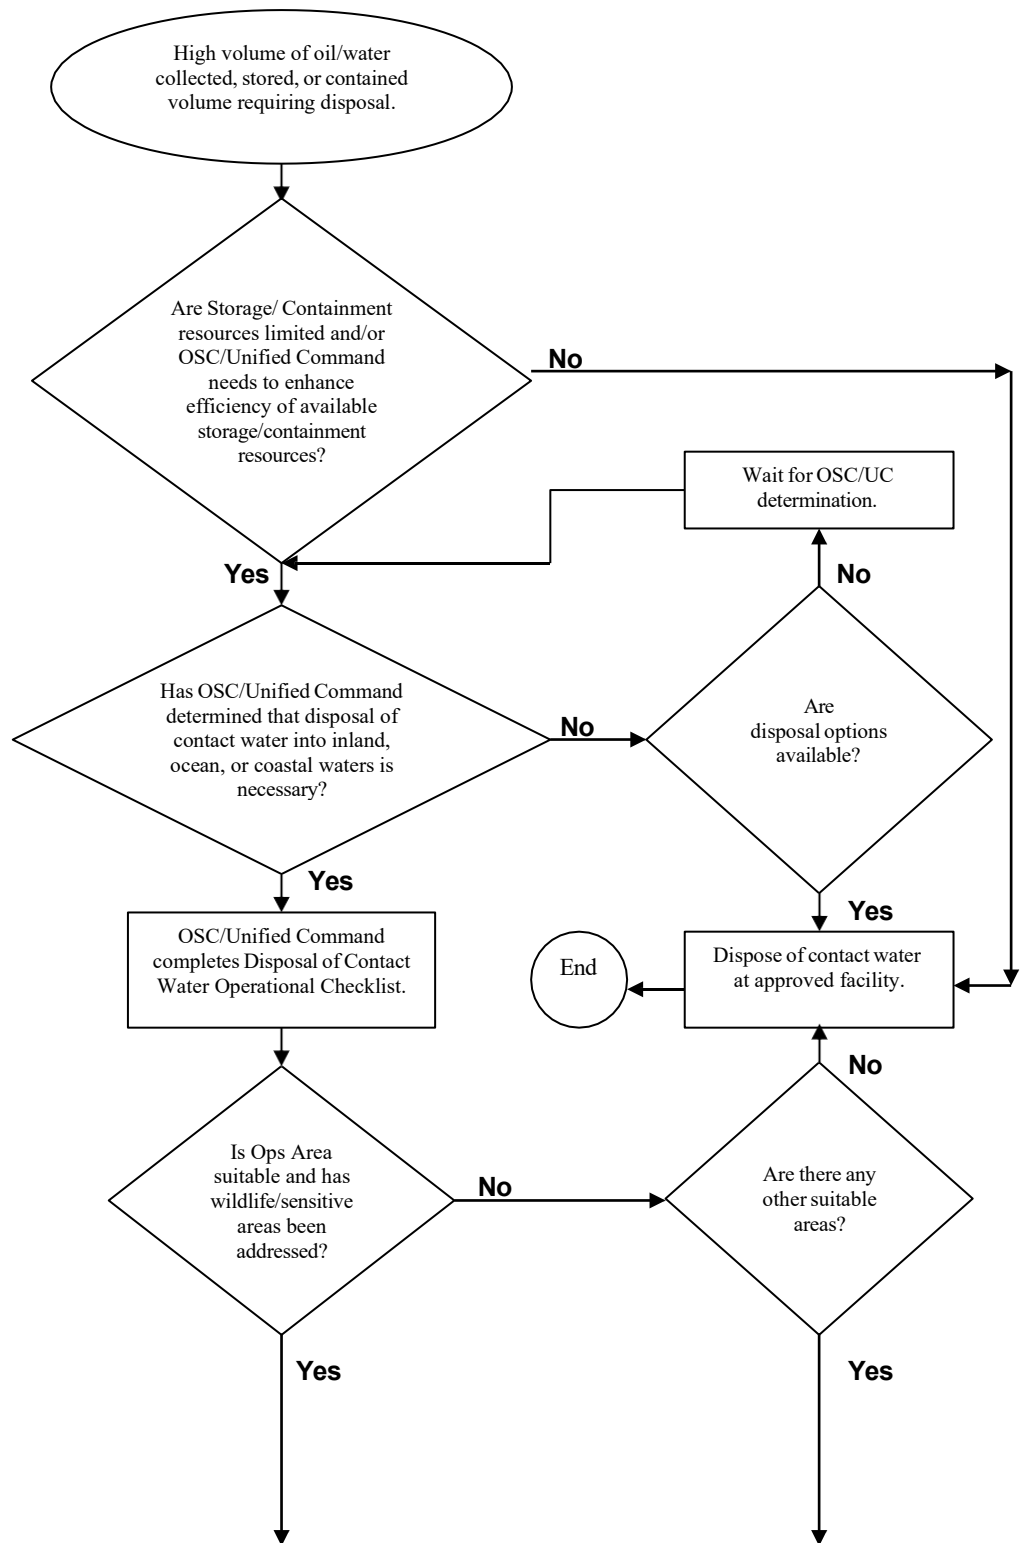 High volume of oil/water
collected, stored, or contained
volume requiring disposal.
Are Storage/ Containment
resources limited and/or
OSC/Unified Command
needs to enhance
efficiency of available
storage/containment
resources?
No
Wait for OSC/UC
determination.
Yes
No
Has OSC/Unified Command
determined that disposal of
contact water into inland,
ocean, or coastal waters is
necessary?
No
Are
disposal options
available?
Yes
Yes
OSC/Unified Command
completes Disposal of Contact
Water Operational Checklist.
End
Dispose of contact water
at approved facility.
No
Is Ops Area
suitable and has
wildlife/sensitive
areas been
addressed?
No
Are there any
other suitable
areas?
Yes
Yes